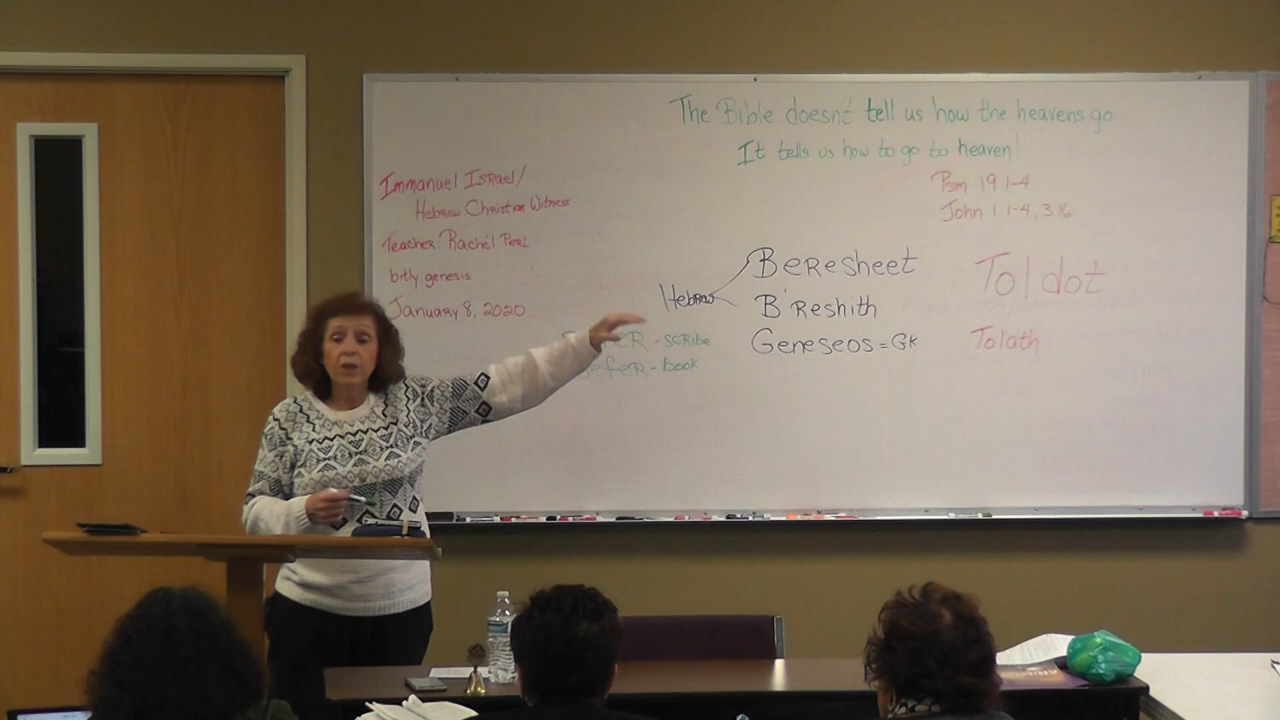 The Bible doesn't tell us how the heavens go
It tells us how to go to heaven!
Psm 19 1-4
John 1 1-4, 3 16
Immanuel Israel/
Hebrew Christian Witness
Teacher: Rachél Perl
bitly genesis
January 8, 2020
Hebrew
Beresheet
B'Reshith
Geneseos = GK
- scribe
- book
Toldot
Tolath